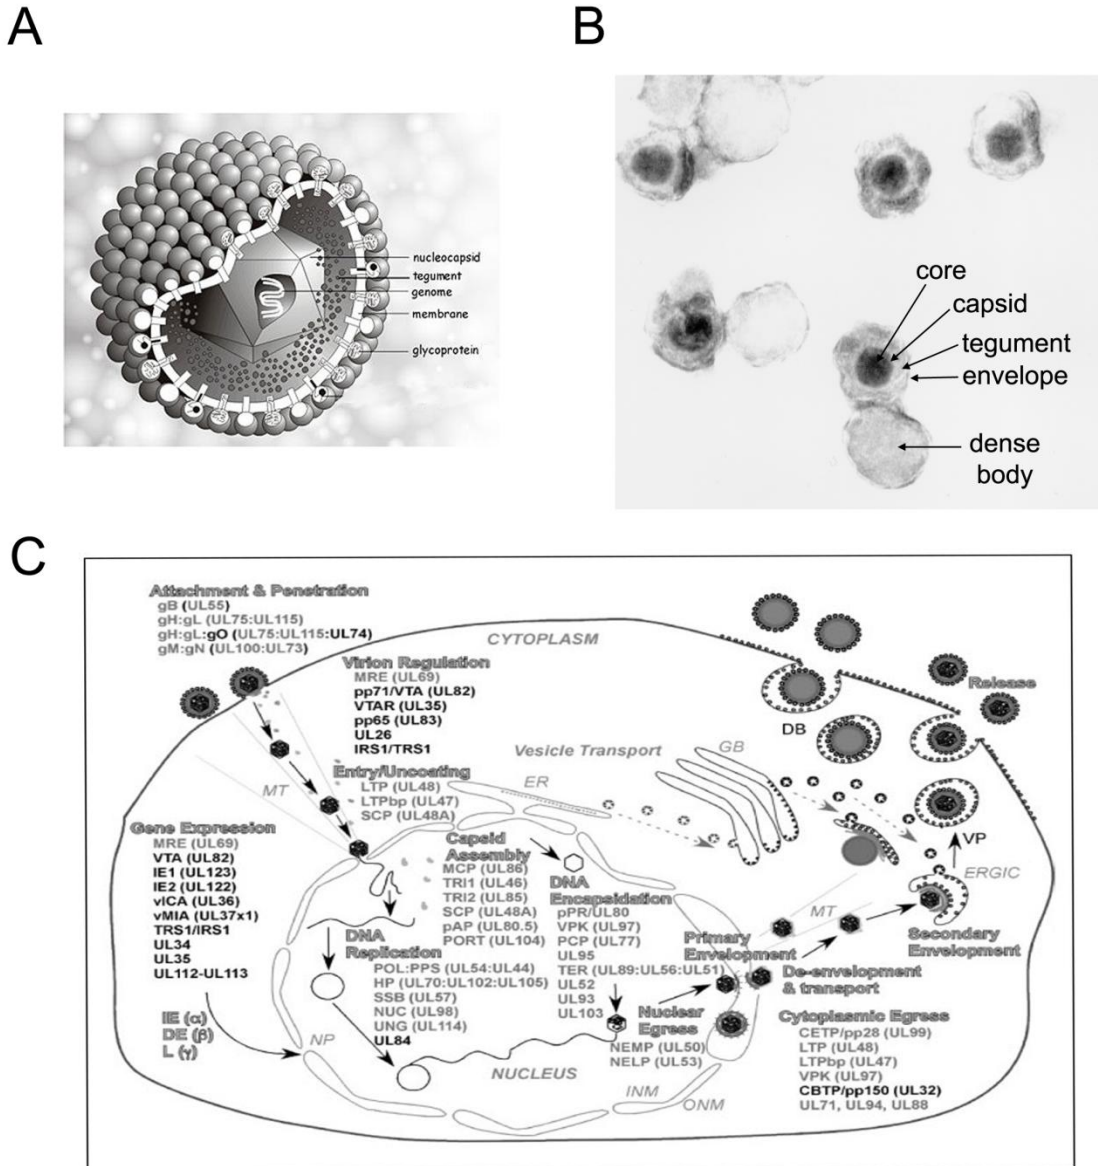 A
B
nucleocapsid
tegument
genome
membrane
glycoprotein
core
capsid
tegument
envelope
dense
body
C
Attachment & Penetration
gB (UL55)
gH:gL (UL75:UL115)
gH:gL:gO (UL75:UL115:UL74)
gM:gN (UL100:UL73)
CYTOPLASM
Virion Regulation
MRE (UL69)
pp71/VTA (UL82)
VTAR (UL35)
pp65 (UL83)
UL26
IRS1/TRS1
Release
DB
Vesicle Transport
GB
Entry/Uncoating
LTP (UL48)
LTPbp (UL47)
SCP (UL48A)
ER
MT
Gene Expression
MRE (UL69)
VTA (UL82)
IE1 (UL123)
IE2 (UL122)
vICA (UL36)
vMIA (UL37x1)
TRS1/IRS1
UL34
UL35
UL112-UL113
Capsid
Assembly
MCP (UL86)
TRI1 (UL46)
TRI2 (UL85)
SCP (UL48A)
pAP (UL80.5)
PORT (UL104)
DNA
Encapsidation
pPR/UL80
VPK (UL97)
PCP (UL77)
UL95
TER (UL89:UL56:UL51)
UL52
UL93
UL103
VP
ERGIC
MT
Secondary
Envelopment
Primary
Envelopment
De-envelopment
& transport
DNA
Replication
POL:PPS (UL54:UL44)
HP (UL70:UL102:UL105)
SSB (UL57)
NUC (UL98)
UNG (UL114)
UL84
Nuclear
Egress
NEMP (UL50)
NELP (UL53)
Cytoplasmic Egress
CETP/pp28 (UL99)
LTP (UL48)
LTPbp (UL47)
VPK (UL97)
CBTP/pp150 (UL32)
UL71, UL94, UL88
IE (α)
DE (β)
L (γ)
NP
NUCLEUS
INM
ONM